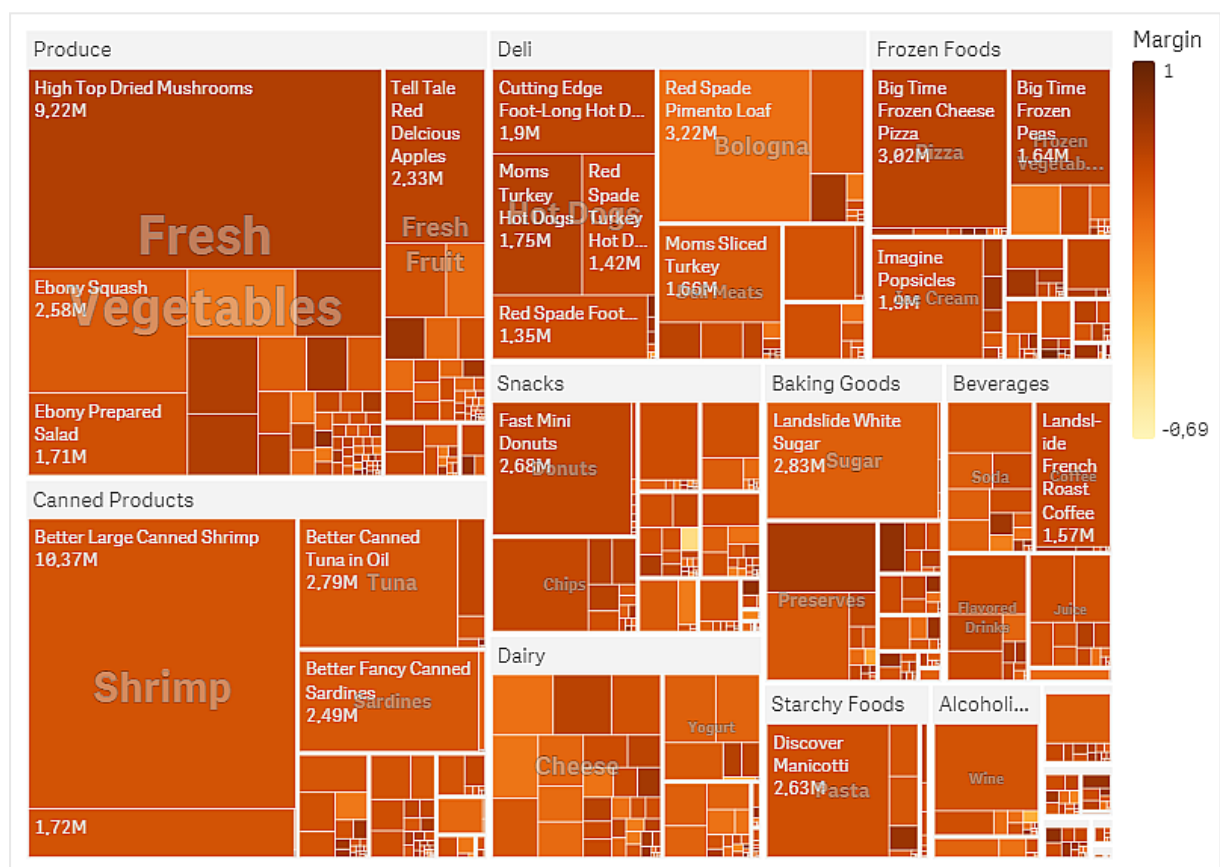 Produce
High Top Dried Mushrooms
9,22M
Tell Tale
Red
Delcious
Apples
2,33M
Fresh
Vegetables
Fresh
Fruit
Ebony Squash
2,58M
Ebony Prepared
Salad
1,71M
Canned Products
Better Large Canned Shrimp
10,37M
Shrimp
1,72M
Better Canned
Tuna in Oil
2,79M
Tuna
Better Fancy Canned
Sardines
2,49M
Sardines
Deli
Cutting Edge
Foot-Long Hot D...
1,9M
Moms
Turkey
Hot Dogs
1,75M
Red
Spade
Turkey
Hot D...
1,42M
Hot Dogs
Red Spade Foot...
1,35M
Red Spade
Pimento Loaf
3,22M
Bologna
Moms Sliced
Turkey
1,66M
Deli Meats
Frozen Foods
Big Time
Frozen Cheese
Pizza
3,02M
Pizza
Big Time
Frozen
Peas
1,64M
Frozen
Vegetab...
Imagine
Popsicles
1,9M
Ice Cream
Snacks
Fast Mini
Donuts
2,68M
Donuts
Chips
Dairy
Cheese
Yogurt
Baking Goods
Landslide White
Sugar
2,83M
Sugar
Preserves
Beverages
Soda
Landsl-
ide
French
Roast
Coffee
1,57M
Coffee
Flavored
Drinks
Juice
Starchy Foods
Discover
Manicotti
2,63M
Pasta
Alcoholi...
Wine
Margin
1
-0,69